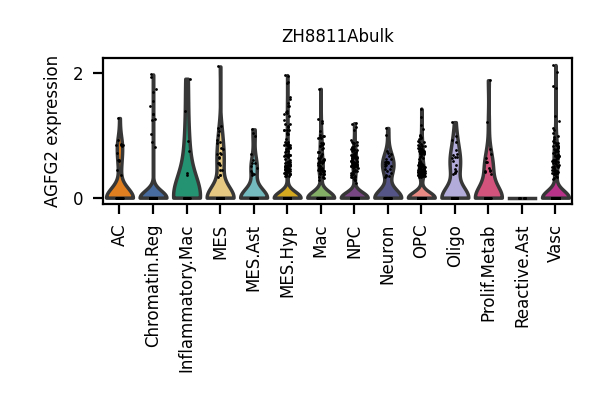 ZH8811Abulk
AGFG2 expression
2
0
AC
Chromatin.Reg
Inflammatory.Mac
MES
MES.Ast
MES.Hyp
Mac
NPC
Neuron
OPC
Oligo
Prolif.Metab
Reactive.Ast
Vasc